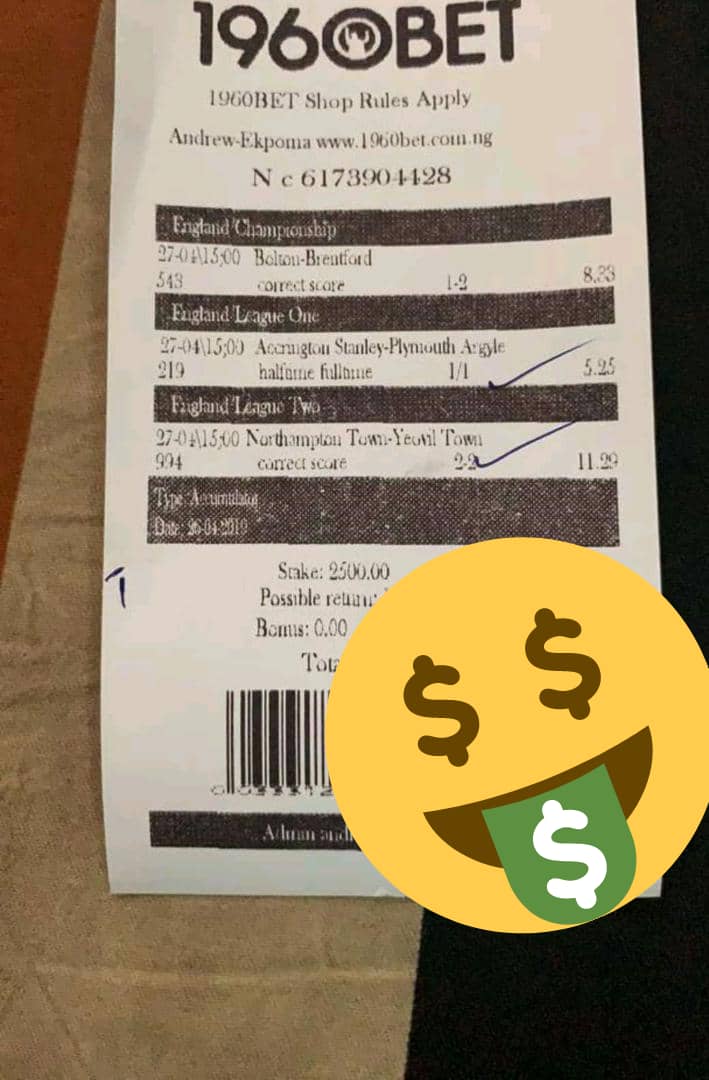 1960BET
1960BET Shop Rules Apply
Andrew-Ekpoma www.1960bet.com.ng
N c 6173904428
England/Championship
27-04\15;00 Bolton-Brentford
543 correct score 1-2 8.33
England/League One
27-04\15;00 Accrington Stanley-Plymouth Argyle
219 halftime fulltime 1/1 5.25
England/League Two
27-04\15;00 Northampton Town-Yeovil Town
994 correct score 2-2 11.29
Type: Accumulator
Date:
Stake: 2500.00
Possible return:
Bonus: 0.00
$ $
$